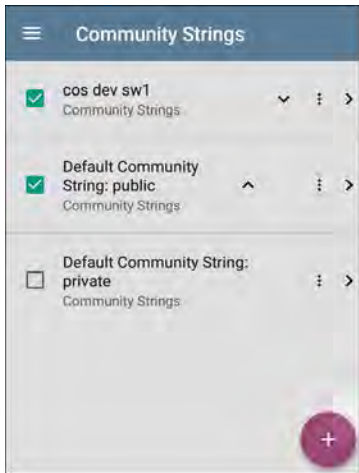 Community Strings
cos dev sw1
Community Strings
Default Community
String: public
Community Strings
Default Community String:
private
Community Strings